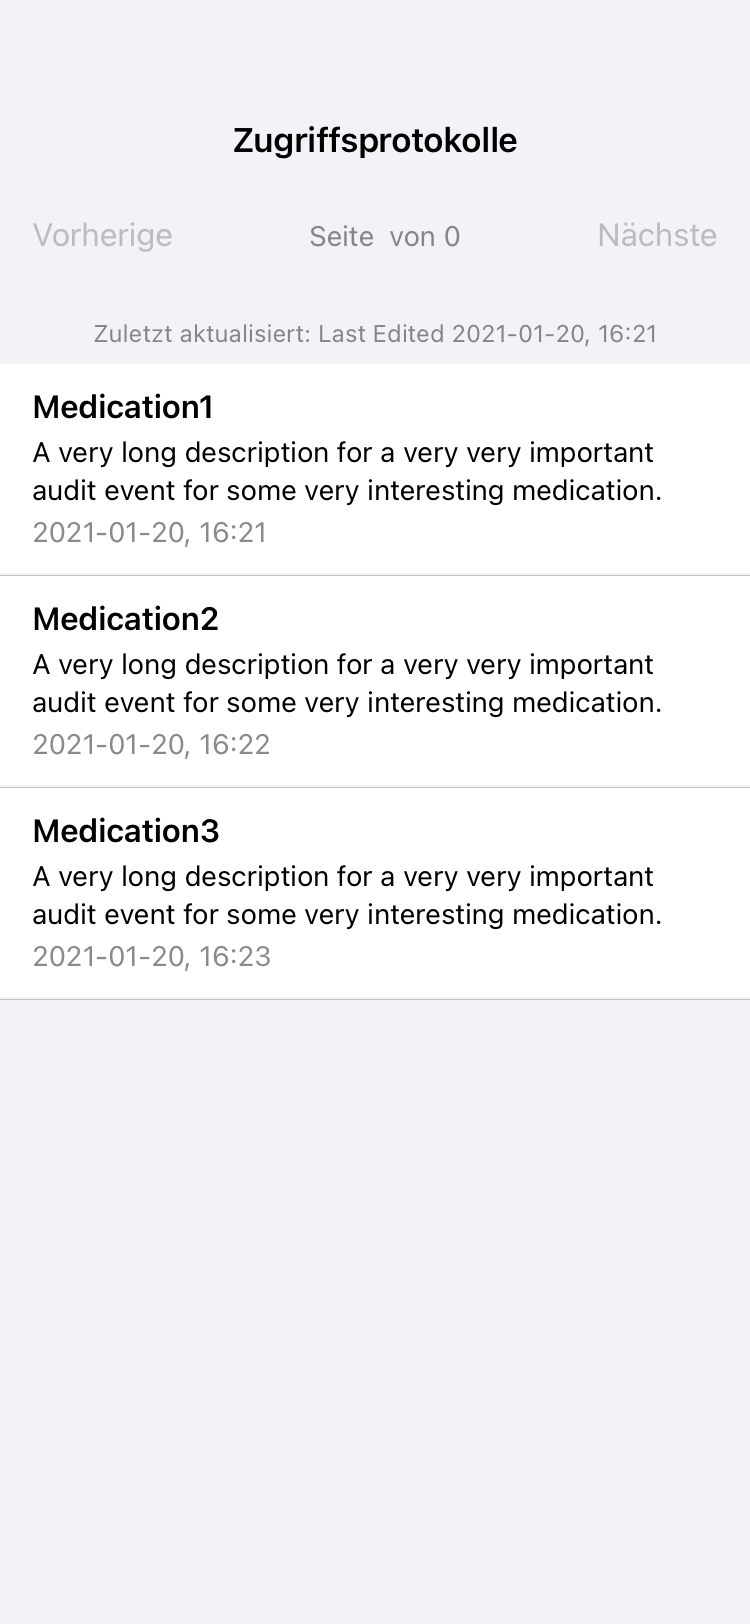 Zugriffsprotokolle
Vorherige
Seite  von 0
Nächste
Zuletzt aktualisiert: Last Edited 2021-01-20, 16:21
Medication1
A very long description for a very very important
audit event for some very interesting medication.
2021-01-20, 16:21
Medication2
A very long description for a very very important
audit event for some very interesting medication.
2021-01-20, 16:22
Medication3
A very long description for a very very important
audit event for some very interesting medication.
2021-01-20, 16:23